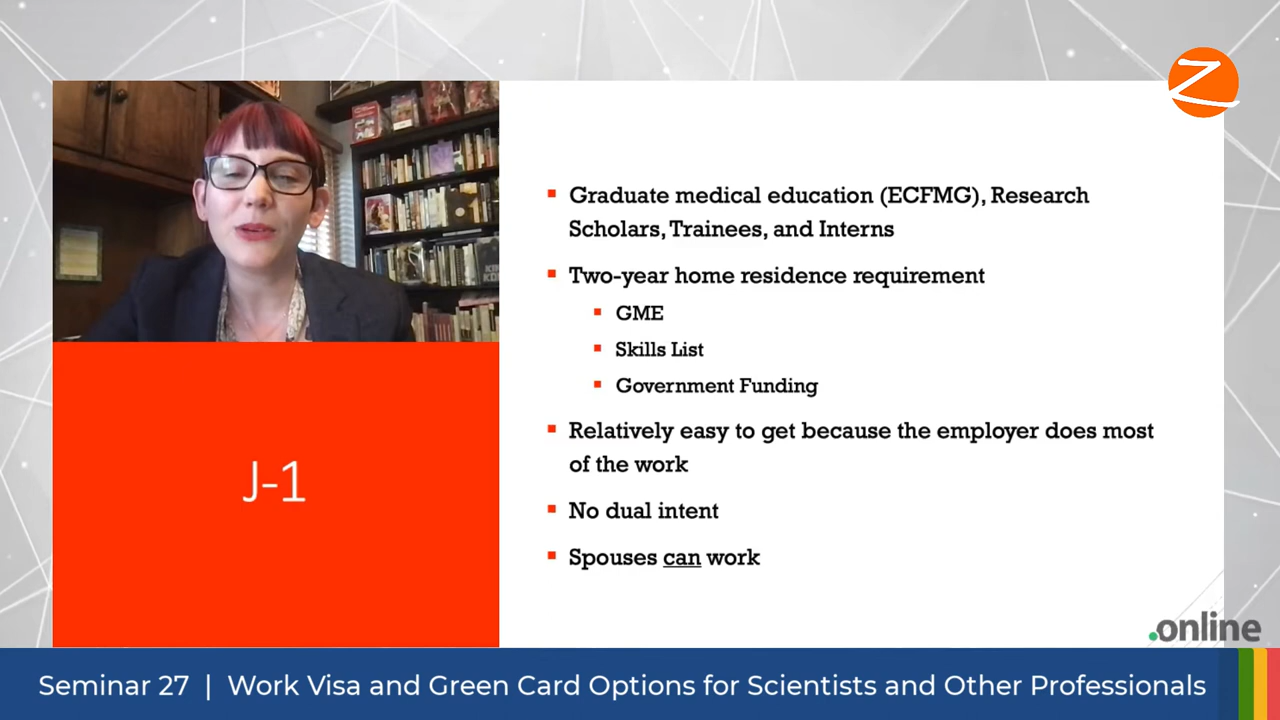 Graduate medical education (ECFMG), Research
Scholars, Trainees, and Interns
Two-year home residence requirement
GME
Skills List
Government Funding
Relatively easy to get because the employer does most
of the work
No dual intent
Spouses can work
J-1
.online
Seminar 27 | Work Visa and Green Card Options for Scientists and Other Professionals